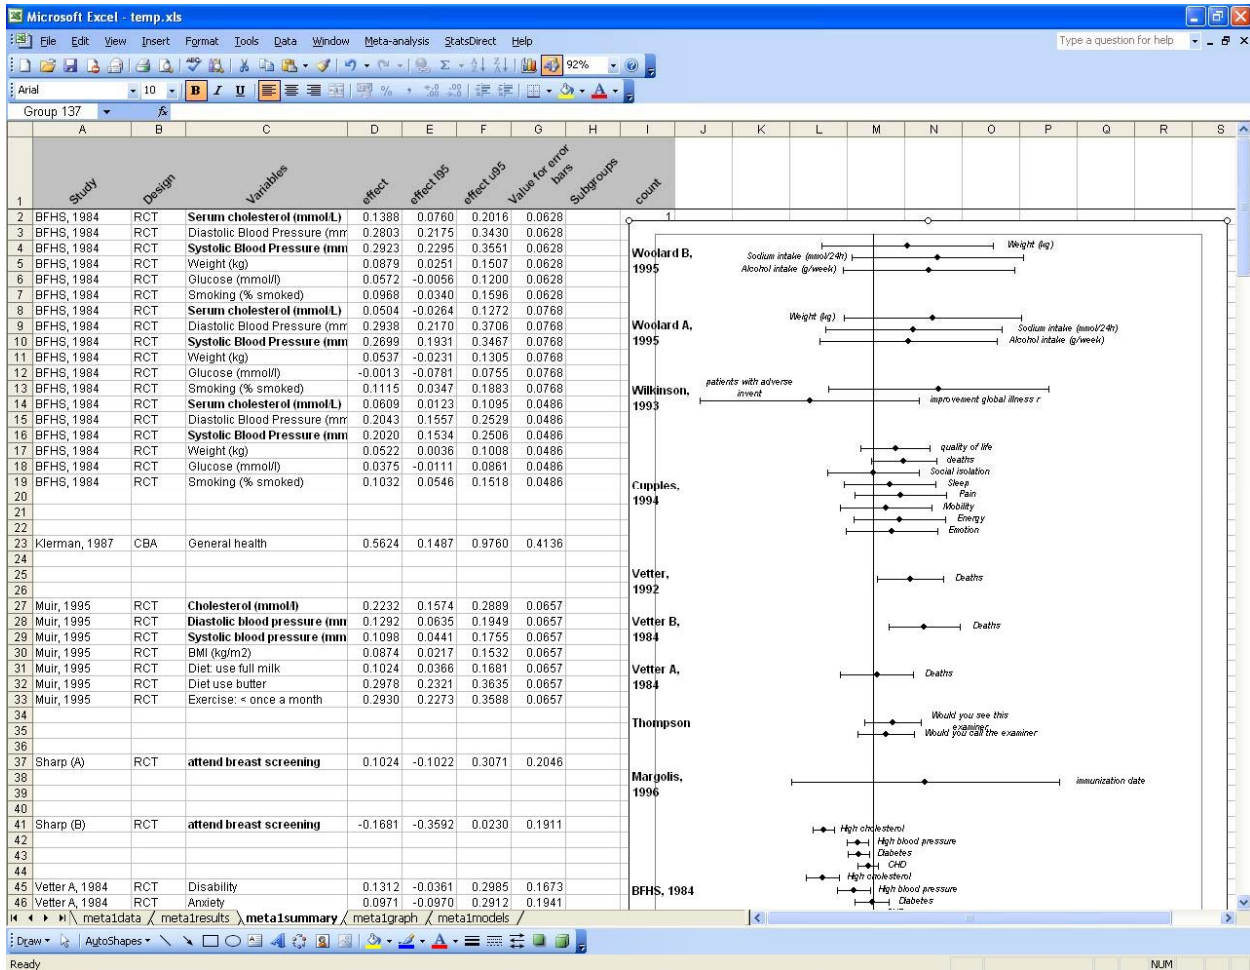 Microsoft Excel - temp.xls
File Edit View Insert Format Tools Data Window Meta-analysis StatsDirect Help
Type a question for help
92%
Arial 10 B I U
Group 137 fx
A B C D E F G H I J K L M N O P Q R S
1 Study Design Variables effect effect l95 effect u95 Value for error bars Subgroups count
2 BFHS, 1984 RCT Serum cholesterol (mmol/L) 0.1388 0.0760 0.2016 0.0628 1
3 BFHS, 1984 RCT Diastolic Blood Pressure (mm 0.2803 0.2175 0.3430 0.0628
4 BFHS, 1984 RCT Systolic Blood Pressure (mm 0.2923 0.2295 0.3551 0.0628
5 BFHS, 1984 RCT Weight (kg) 0.0879 0.0251 0.1507 0.0628
6 BFHS, 1984 RCT Glucose (mmol/l) 0.0572 -0.0056 0.1200 0.0628
7 BFHS, 1984 RCT Smoking (% smoked) 0.0968 0.0340 0.1596 0.0628
8 BFHS, 1984 RCT Serum cholesterol (mmol/L) 0.0504 -0.0264 0.1272 0.0768
9 BFHS, 1984 RCT Diastolic Blood Pressure (mm 0.2938 0.2170 0.3706 0.0768
10 BFHS, 1984 RCT Systolic Blood Pressure (mm 0.2699 0.1931 0.3467 0.0768
11 BFHS, 1984 RCT Weight (kg) 0.0537 -0.0231 0.1305 0.0768
12 BFHS, 1984 RCT Glucose (mmol/l) -0.0013 -0.0781 0.0755 0.0768
13 BFHS, 1984 RCT Smoking (% smoked) 0.1115 0.0347 0.1883 0.0768
14 BFHS, 1984 RCT Serum cholesterol (mmol/L) 0.0609 0.0123 0.1095 0.0486
15 BFHS, 1984 RCT Diastolic Blood Pressure (mm 0.2043 0.1557 0.2529 0.0486
16 BFHS, 1984 RCT Systolic Blood Pressure (mm 0.2020 0.1534 0.2506 0.0486
17 BFHS, 1984 RCT Weight (kg) 0.0522 0.0036 0.1008 0.0486
18 BFHS, 1984 RCT Glucose (mmol/l) 0.0375 -0.0111 0.0861 0.0486
19 BFHS, 1984 RCT Smoking (% smoked) 0.1032 0.0546 0.1518 0.0486
20
21
22
23 Klerman, 1987 CBA General health 0.5624 0.1487 0.9760 0.4136
24
25
26
27 Muir, 1995 RCT Cholesterol (mmol/l) 0.2232 0.1574 0.2889 0.0657
28 Muir, 1995 RCT Diastolic blood pressure (mm 0.1292 0.0635 0.1949 0.0657
29 Muir, 1995 RCT Systolic blood pressure (mm 0.1098 0.0441 0.1755 0.0657
30 Muir, 1995 RCT BMI (kg/m2) 0.0874 0.0217 0.1532 0.0657
31 Muir, 1995 RCT Diet: use full milk 0.1024 0.0366 0.1681 0.0657
32 Muir, 1995 RCT Diet use butter 0.2978 0.2321 0.3635 0.0657
33 Muir, 1995 RCT Exercise: < once a month 0.2930 0.2273 0.3588 0.0657
34
35
36
37 Sharp (A) RCT attend breast screening 0.1024 -0.1022 0.3071 0.2046
38
39
40
41 Sharp (B) RCT attend breast screening -0.1681 -0.3592 0.0230 0.1911
42
43
44
45 Vetter A, 1984 RCT Disability 0.1312 -0.0361 0.2985 0.1673
46 Vetter A, 1984 RCT Anxiety 0.0971 -0.0970 0.2912 0.1941
Woolard B, 1995
Weight (kg)
Sodium intake (mmol/24h)
Alcohol intake (g/week)
Woolard A, 1995
Weight (kg)
Sodium intake (mmol/24h)
Alcohol intake (g/week)
Wilkinson, 1993
patients with adverse
invent
improvement global illness r
Cupples, 1994
quality of life
deaths
Social isolation
Sleep
Pain
Mobility
Energy
Emotion
Vetter, 1992
Deaths
Vetter B, 1984
Deaths
Vetter A, 1984
Deaths
Thompson
Would you see this
examiner
Would you call the examiner
Margolis, 1996
immunization date
BFHS, 1984
High cholesterol
High blood pressure
Diabetes
CHD
High cholesterol
High blood pressure
Diabetes
meta1data meta1results meta1summary meta1graph meta1models
Draw AutoShapes
Ready NUM